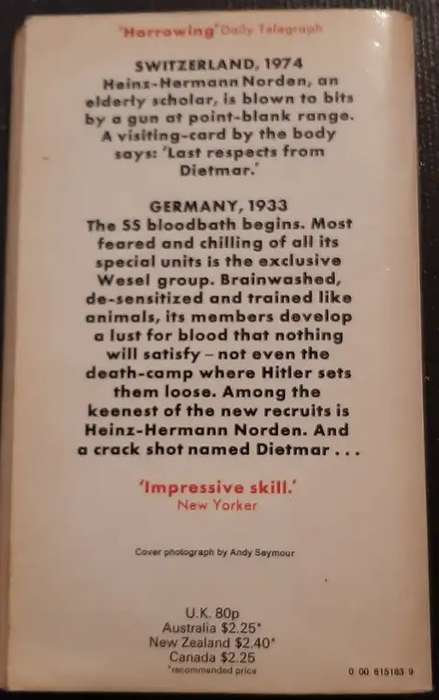 "Harrowing" Daily Telegraph
SWITZERLAND, 1974
Heinz-Hermann Norden, an
elderly scholar, is blown to bits
by a gun at point-blank range.
A visiting-card by the body
says: 'Last respects from
Dietmar.'
GERMANY, 1933
The SS bloodbath begins. Most
feared and chilling of all its
special units is the exclusive
Wesel group. Brainwashed,
de-sensitized and trained like
animals, its members develop
a lust for blood that nothing
will satisfy – not even the
death-camp where Hitler sets
them loose. Among the
keenest of the new recruits is
Heinz-Hermann Norden. And
a crack shot named Dietmar . . .
'Impressive skill.'
New Yorker
Cover photograph by Andy Seymour
U.K. 80p
Australia $2.25*
New Zealand $2.40*
Canada $2.25
*recommended price
0 00 615163 9